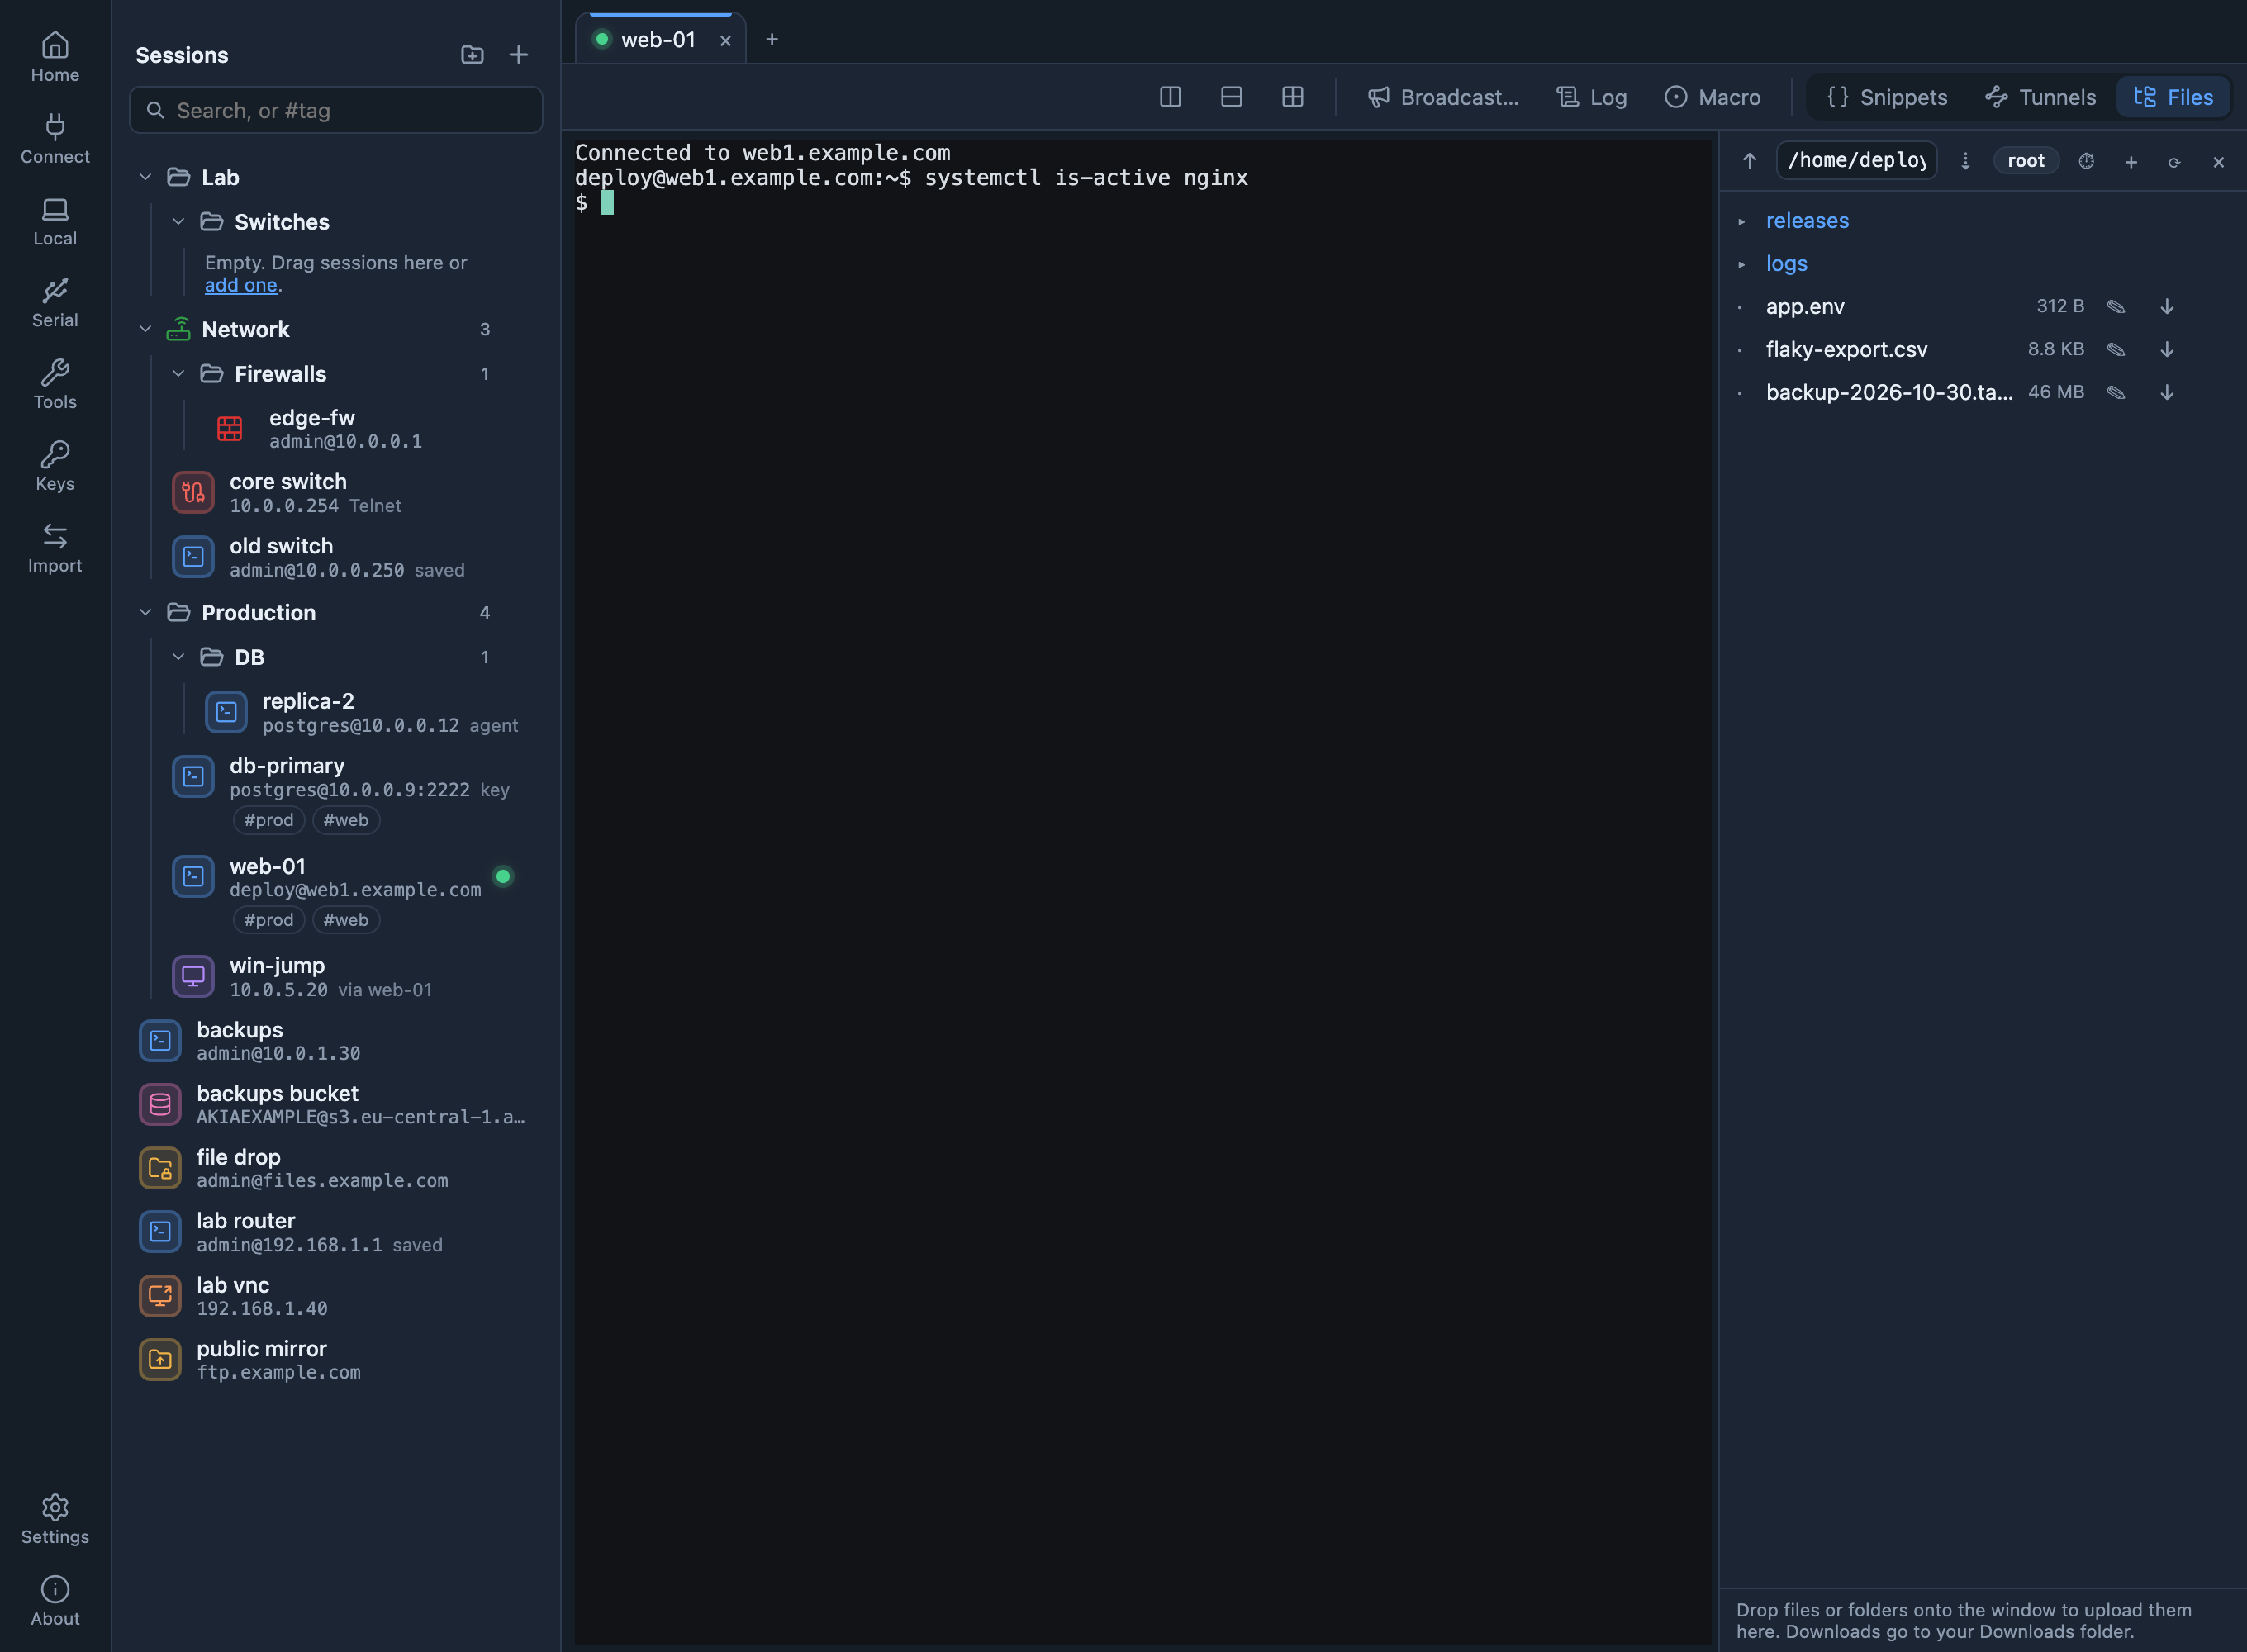 Home
Connect
Local
Serial
Tools
Keys
Import
Settings
About
Sessions
Search, or #tag
Lab
Switches
Empty. Drag sessions here or
add one.
Network 3
Firewalls 1
edge-fw
admin@10.0.0.1
core switch
10.0.0.254 Telnet
old switch
admin@10.0.0.250 saved
Production 4
DB 1
replica-2
postgres@10.0.0.12 agent
db-primary
postgres@10.0.0.9:2222 key
#prod #web
web-01
deploy@web1.example.com
#prod #web
win-jump
10.0.5.20 via web-01
backups
admin@10.0.1.30
backups bucket
AKIAEXAMPLE@s3.eu-central-1.a…
file drop
admin@files.example.com
lab router
admin@192.168.1.1 saved
lab vnc
192.168.1.40
public mirror
ftp.example.com
web-01 × +
Broadcast... Log Macro {} Snippets Tunnels Files
Connected to web1.example.com
deploy@web1.example.com:~$ systemctl is-active nginx
$
/home/deploy root
releases
logs
app.env 312 B
flaky-export.csv 8.8 KB
backup-2026-10-30.ta... 46 MB
Drop files or folders onto the window to upload them
here. Downloads go to your Downloads folder.